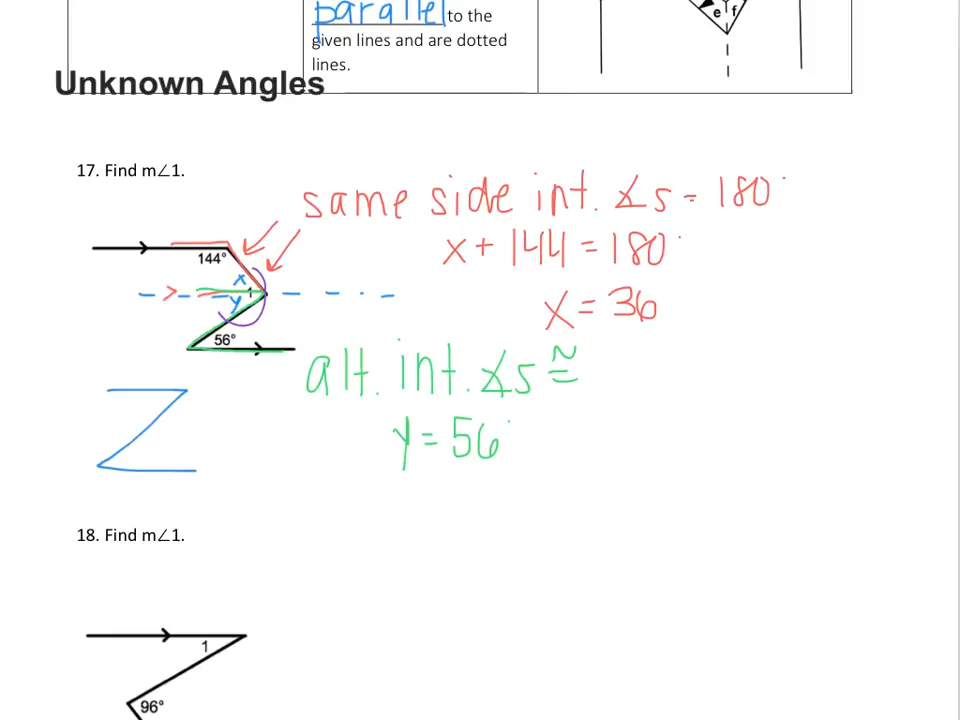 parallel to the
given lines and are dotted
lines.
e f
Unknown Angles
17. Find m∠1.
same side int. ∡s = 180°
x + 144 = 180°
x = 36
144°
x
1
y
56°
alt. int. ∡s ≅
y = 56°
18. Find m∠1.
1
96°